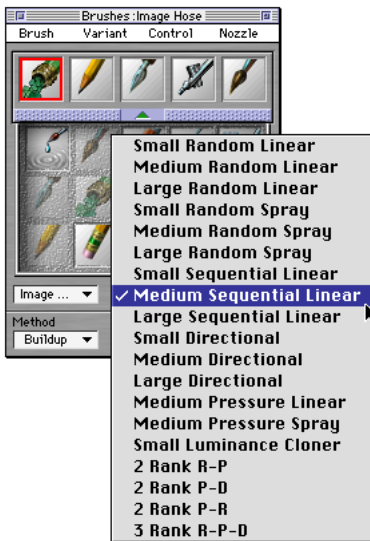 Brushes:Image Hose
Brush Variant Control Nozzle
Small Random Linear
Medium Random Linear
Large Random Linear
Small Random Spray
Medium Random Spray
Large Random Spray
Small Sequential Linear
Image ...
✓ Medium Sequential Linear
Large Sequential Linear
Method
Buildup
Small Directional
Medium Directional
Large Directional
Medium Pressure Linear
Medium Pressure Spray
Small Luminance Cloner
2 Rank R-P
2 Rank P-D
2 Rank P-R
3 Rank R-P-D